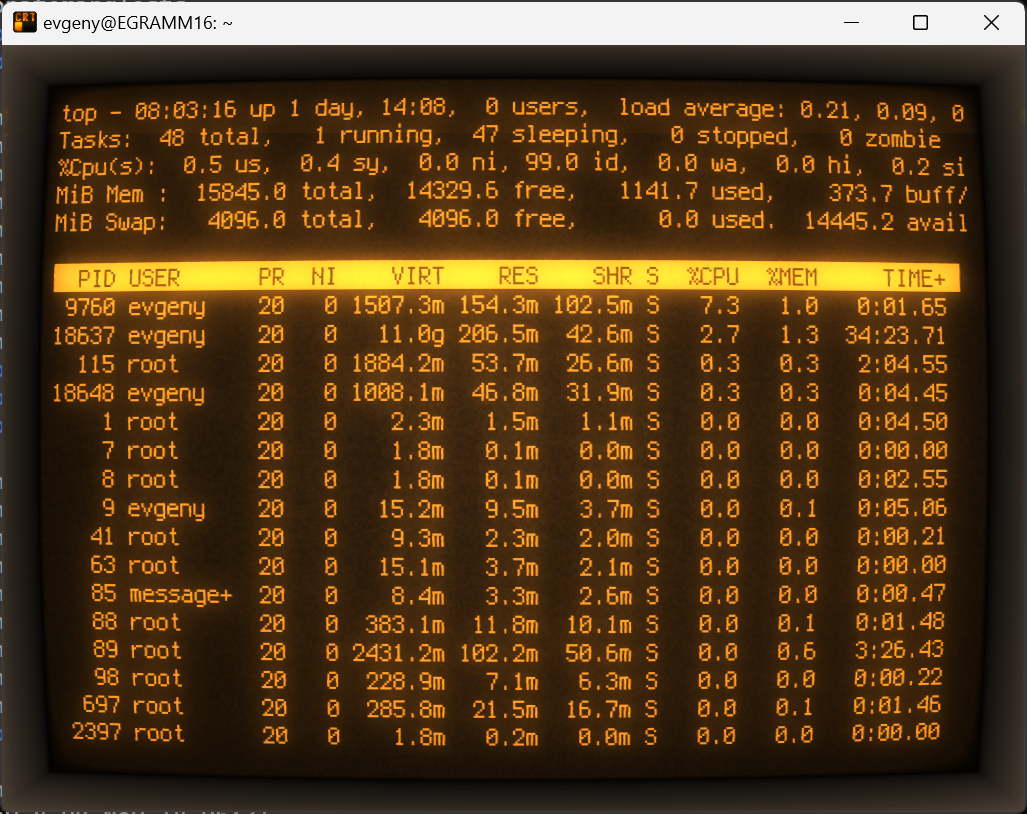 CRT evgeny@EGRAMM16: ~
top - 08:03:16 up 1 day, 14:08,  0 users,  load average: 0.21, 0.09, 0
Tasks:  48 total,   1 running,  47 sleeping,   0 stopped,   0 zombie
%Cpu(s):  0.5 us,  0.4 sy,  0.0 ni, 99.0 id,  0.0 wa,  0.0 hi,  0.2 si
MiB Mem :  15845.0 total,  14329.6 free,   1141.7 used,    373.7 buff/
MiB Swap:   4096.0 total,   4096.0 free,      0.0 used.  14445.2 avail
PID USER      PR  NI    VIRT    RES    SHR S  %CPU  %MEM     TIME+
9760 evgeny    20   0 1507.3m 154.3m 102.5m S   7.3   1.0   0:01.65
18637 evgeny    20   0   11.0g 206.5m  42.6m S   2.7   1.3  34:23.71
115 root      20   0 1884.2m  53.7m  26.6m S   0.3   0.3   2:04.55
18648 evgeny    20   0 1008.1m  46.8m  31.9m S   0.3   0.3   0:04.45
1 root      20   0    2.3m   1.5m   1.1m S   0.0   0.0   0:04.50
7 root      20   0    1.8m   0.1m   0.0m S   0.0   0.0   0:00.00
8 root      20   0    1.8m   0.1m   0.0m S   0.0   0.0   0:02.55
9 evgeny    20   0   15.2m   9.5m   3.7m S   0.0   0.1   0:05.06
41 root      20   0    9.3m   2.3m   2.0m S   0.0   0.0   0:00.21
63 root      20   0   15.1m   3.7m   2.1m S   0.0   0.0   0:00.00
85 message+  20   0    8.4m   3.3m   2.6m S   0.0   0.0   0:00.47
88 root      20   0  383.1m  11.8m  10.1m S   0.0   0.1   0:01.48
89 root      20   0 2431.2m 102.2m  50.6m S   0.0   0.6   3:26.43
98 root      20   0  228.9m   7.1m   6.3m S   0.0   0.0   0:00.22
697 root      20   0  285.8m  21.5m  16.7m S   0.0   0.1   0:01.46
2397 root      20   0    1.8m   0.2m   0.0m S   0.0   0.0   0:00.00